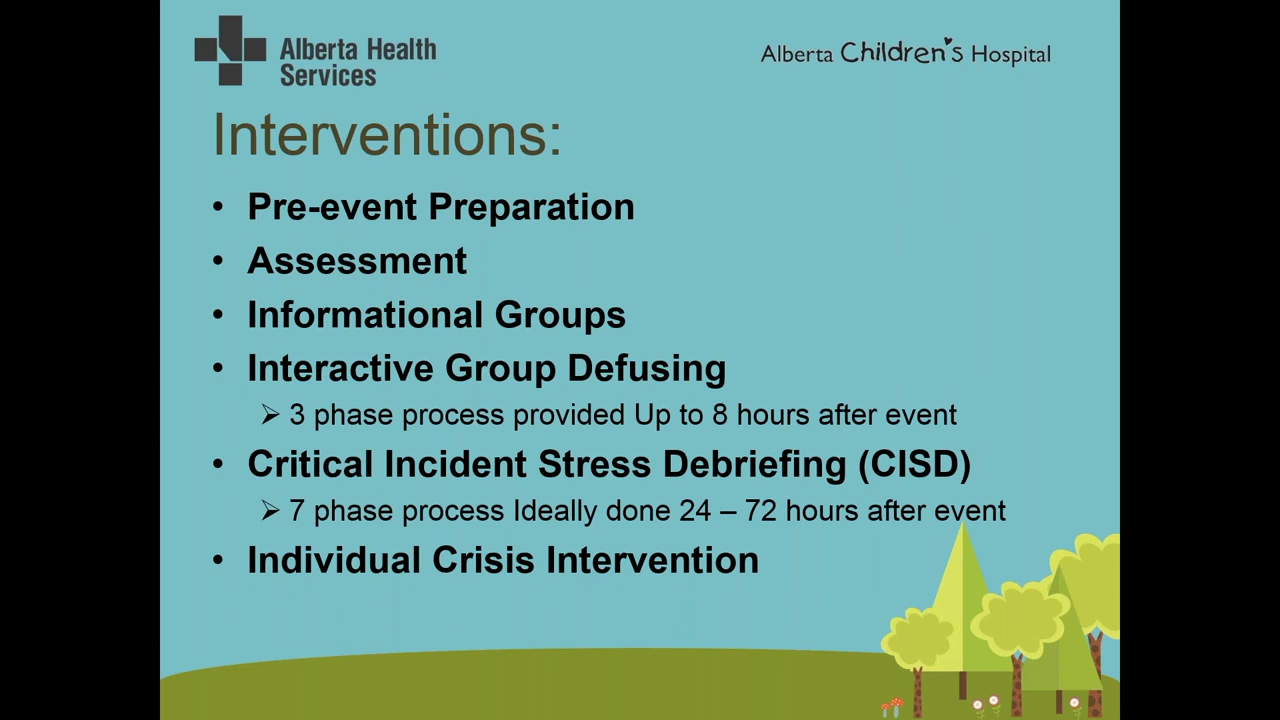 Alberta Health
Services
Alberta Children's Hospital
Interventions:
• Pre-event Preparation
• Assessment
• Informational Groups
• Interactive Group Defusing
➢ 3 phase process provided Up to 8 hours after event
• Critical Incident Stress Debriefing (CISD)
➢ 7 phase process Ideally done 24 – 72 hours after event
• Individual Crisis Intervention